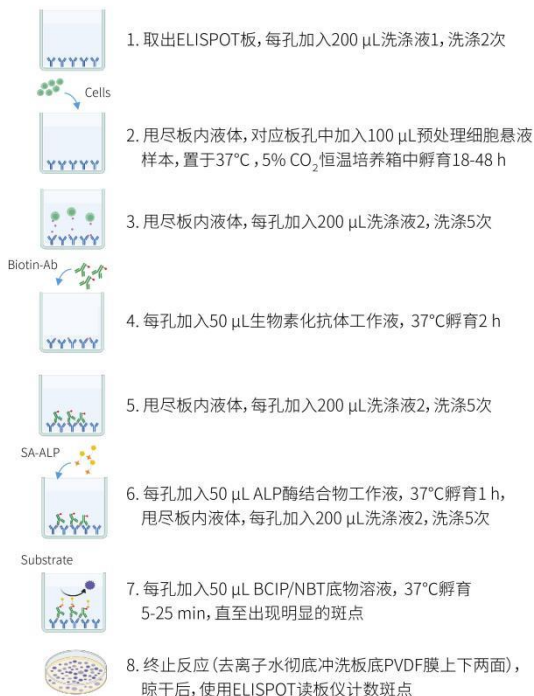 1. 取出ELISPOT板，每孔加入200 μL洗涤液1，洗涤2次
Cells
2. 甩尽板内液体，对应板孔中加入100 μL预处理细胞悬液
样本，置于37℃，5% CO₂恒温培养箱中孵育18-48 h
3. 甩尽板内液体，每孔加入200 μL洗涤液2，洗涤5次
Biotin-Ab
4. 每孔加入50 μL生物素化抗体工作液，37℃孵育2 h
5. 甩尽板内液体，每孔加入200 μL洗涤液2，洗涤5次
SA-ALP
6. 每孔加入50 μL ALP酶结合物工作液，37℃孵育1 h，
甩尽板内液体，每孔加入200 μL洗涤液2，洗涤5次
Substrate
7. 每孔加入50 μL BCIP/NBT底物溶液，37℃孵育
5-25 min，直至出现明显的斑点
8. 终止反应（去离子水彻底冲洗板底PVDF膜上下两面），
晾干后，使用ELISPOT读板仪计数斑点